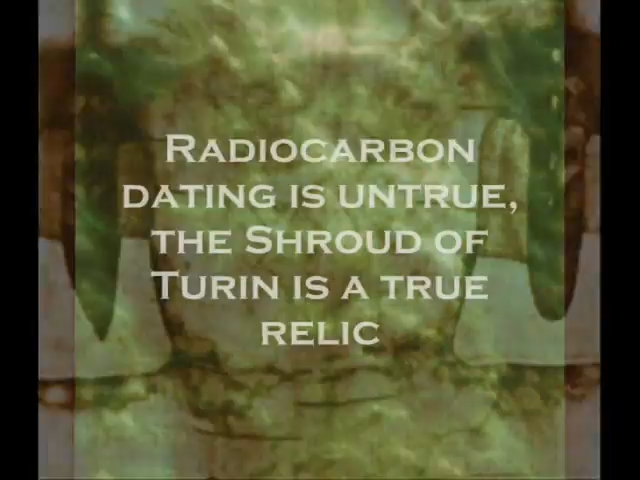 Radiocarbon
dating is untrue,
the Shroud of
Turin is a true
relic